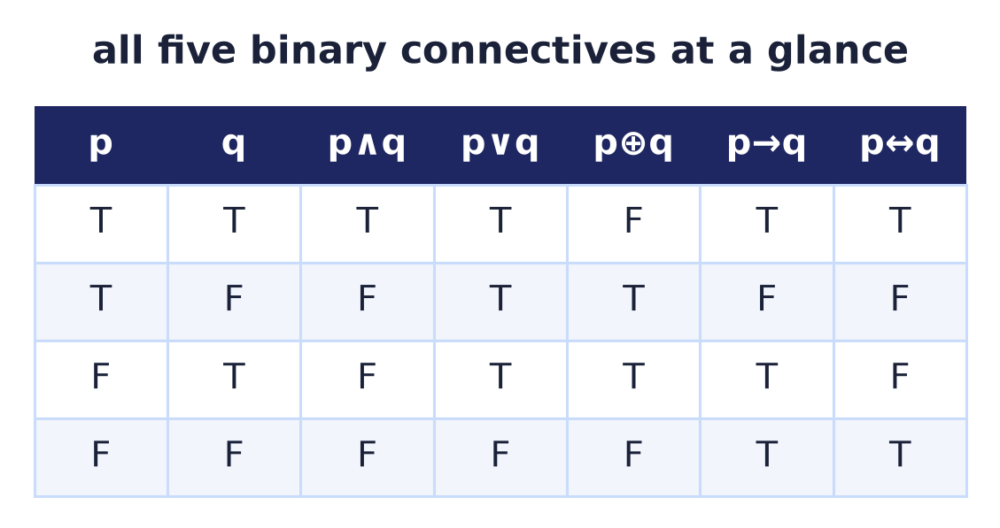 all five binary connectives at a glance
p q p∧q p∨q p⊕q p→q p↔q
T T T T F T T
T F F T T F F
F T F T T T F
F F F F F T T